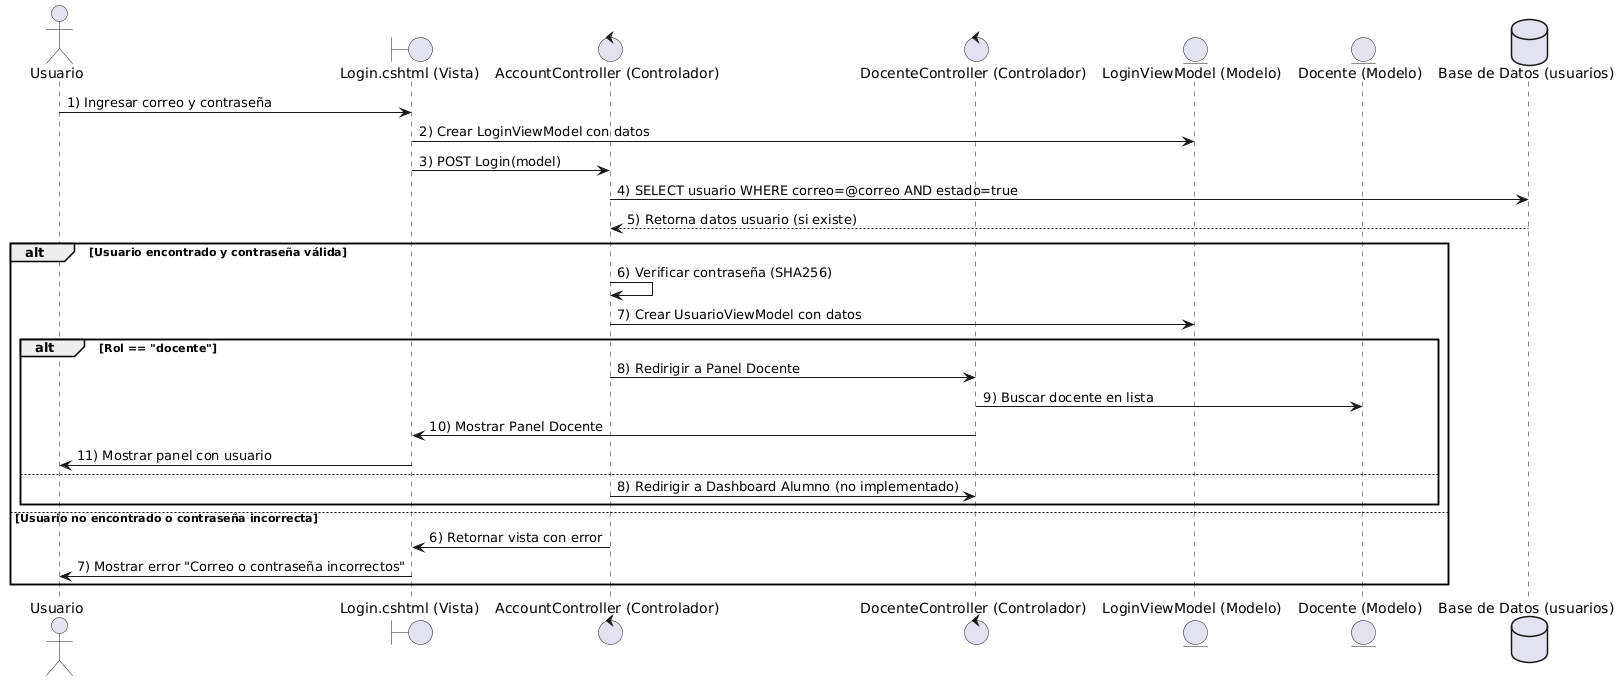 Usuario
Login.cshtml (Vista)
AccountController (Controlador)
DocenteController (Controlador)
LoginViewModel (Modelo)
Docente (Modelo)
Base de Datos (usuarios)
1) Ingresar correo y contraseña
2) Crear LoginViewModel con datos
3) POST Login(model)
4) SELECT usuario WHERE correo=@correo AND estado=true
5) Retorna datos usuario (si existe)
alt [Usuario encontrado y contraseña válida]
6) Verificar contraseña (SHA256)
7) Crear UsuarioViewModel con datos
alt [Rol == "docente"]
8) Redirigir a Panel Docente
9) Buscar docente en lista
10) Mostrar Panel Docente
11) Mostrar panel con usuario
8) Redirigir a Dashboard Alumno (no implementado)
[Usuario no encontrado o contraseña incorrecta]
6) Retornar vista con error
7) Mostrar error "Correo o contraseña incorrectos"
Usuario
Login.cshtml (Vista)
AccountController (Controlador)
DocenteController (Controlador)
LoginViewModel (Modelo)
Docente (Modelo)
Base de Datos (usuarios)